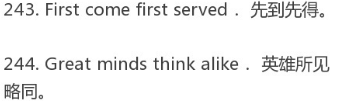 243. First come first served． 先到先得。
244. Great minds think alike． 英雄所见
略同。